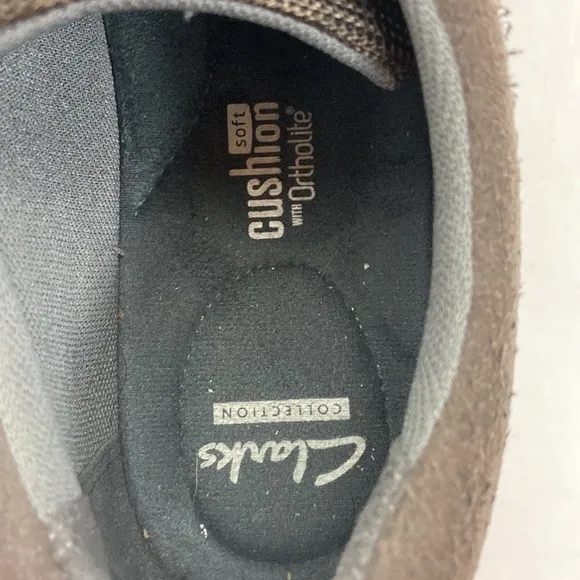 soft
cushion
WITH Ortholite®
Clarks
COLLECTION